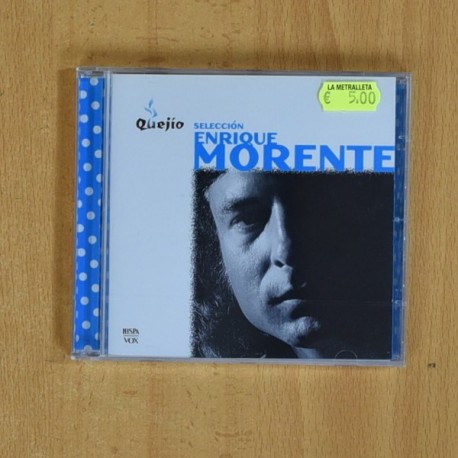 LA METRALLETA
€ 5,00
Quejío
SELECCIÓN
ENRIQUE
MORENTE
HISPA
VOX